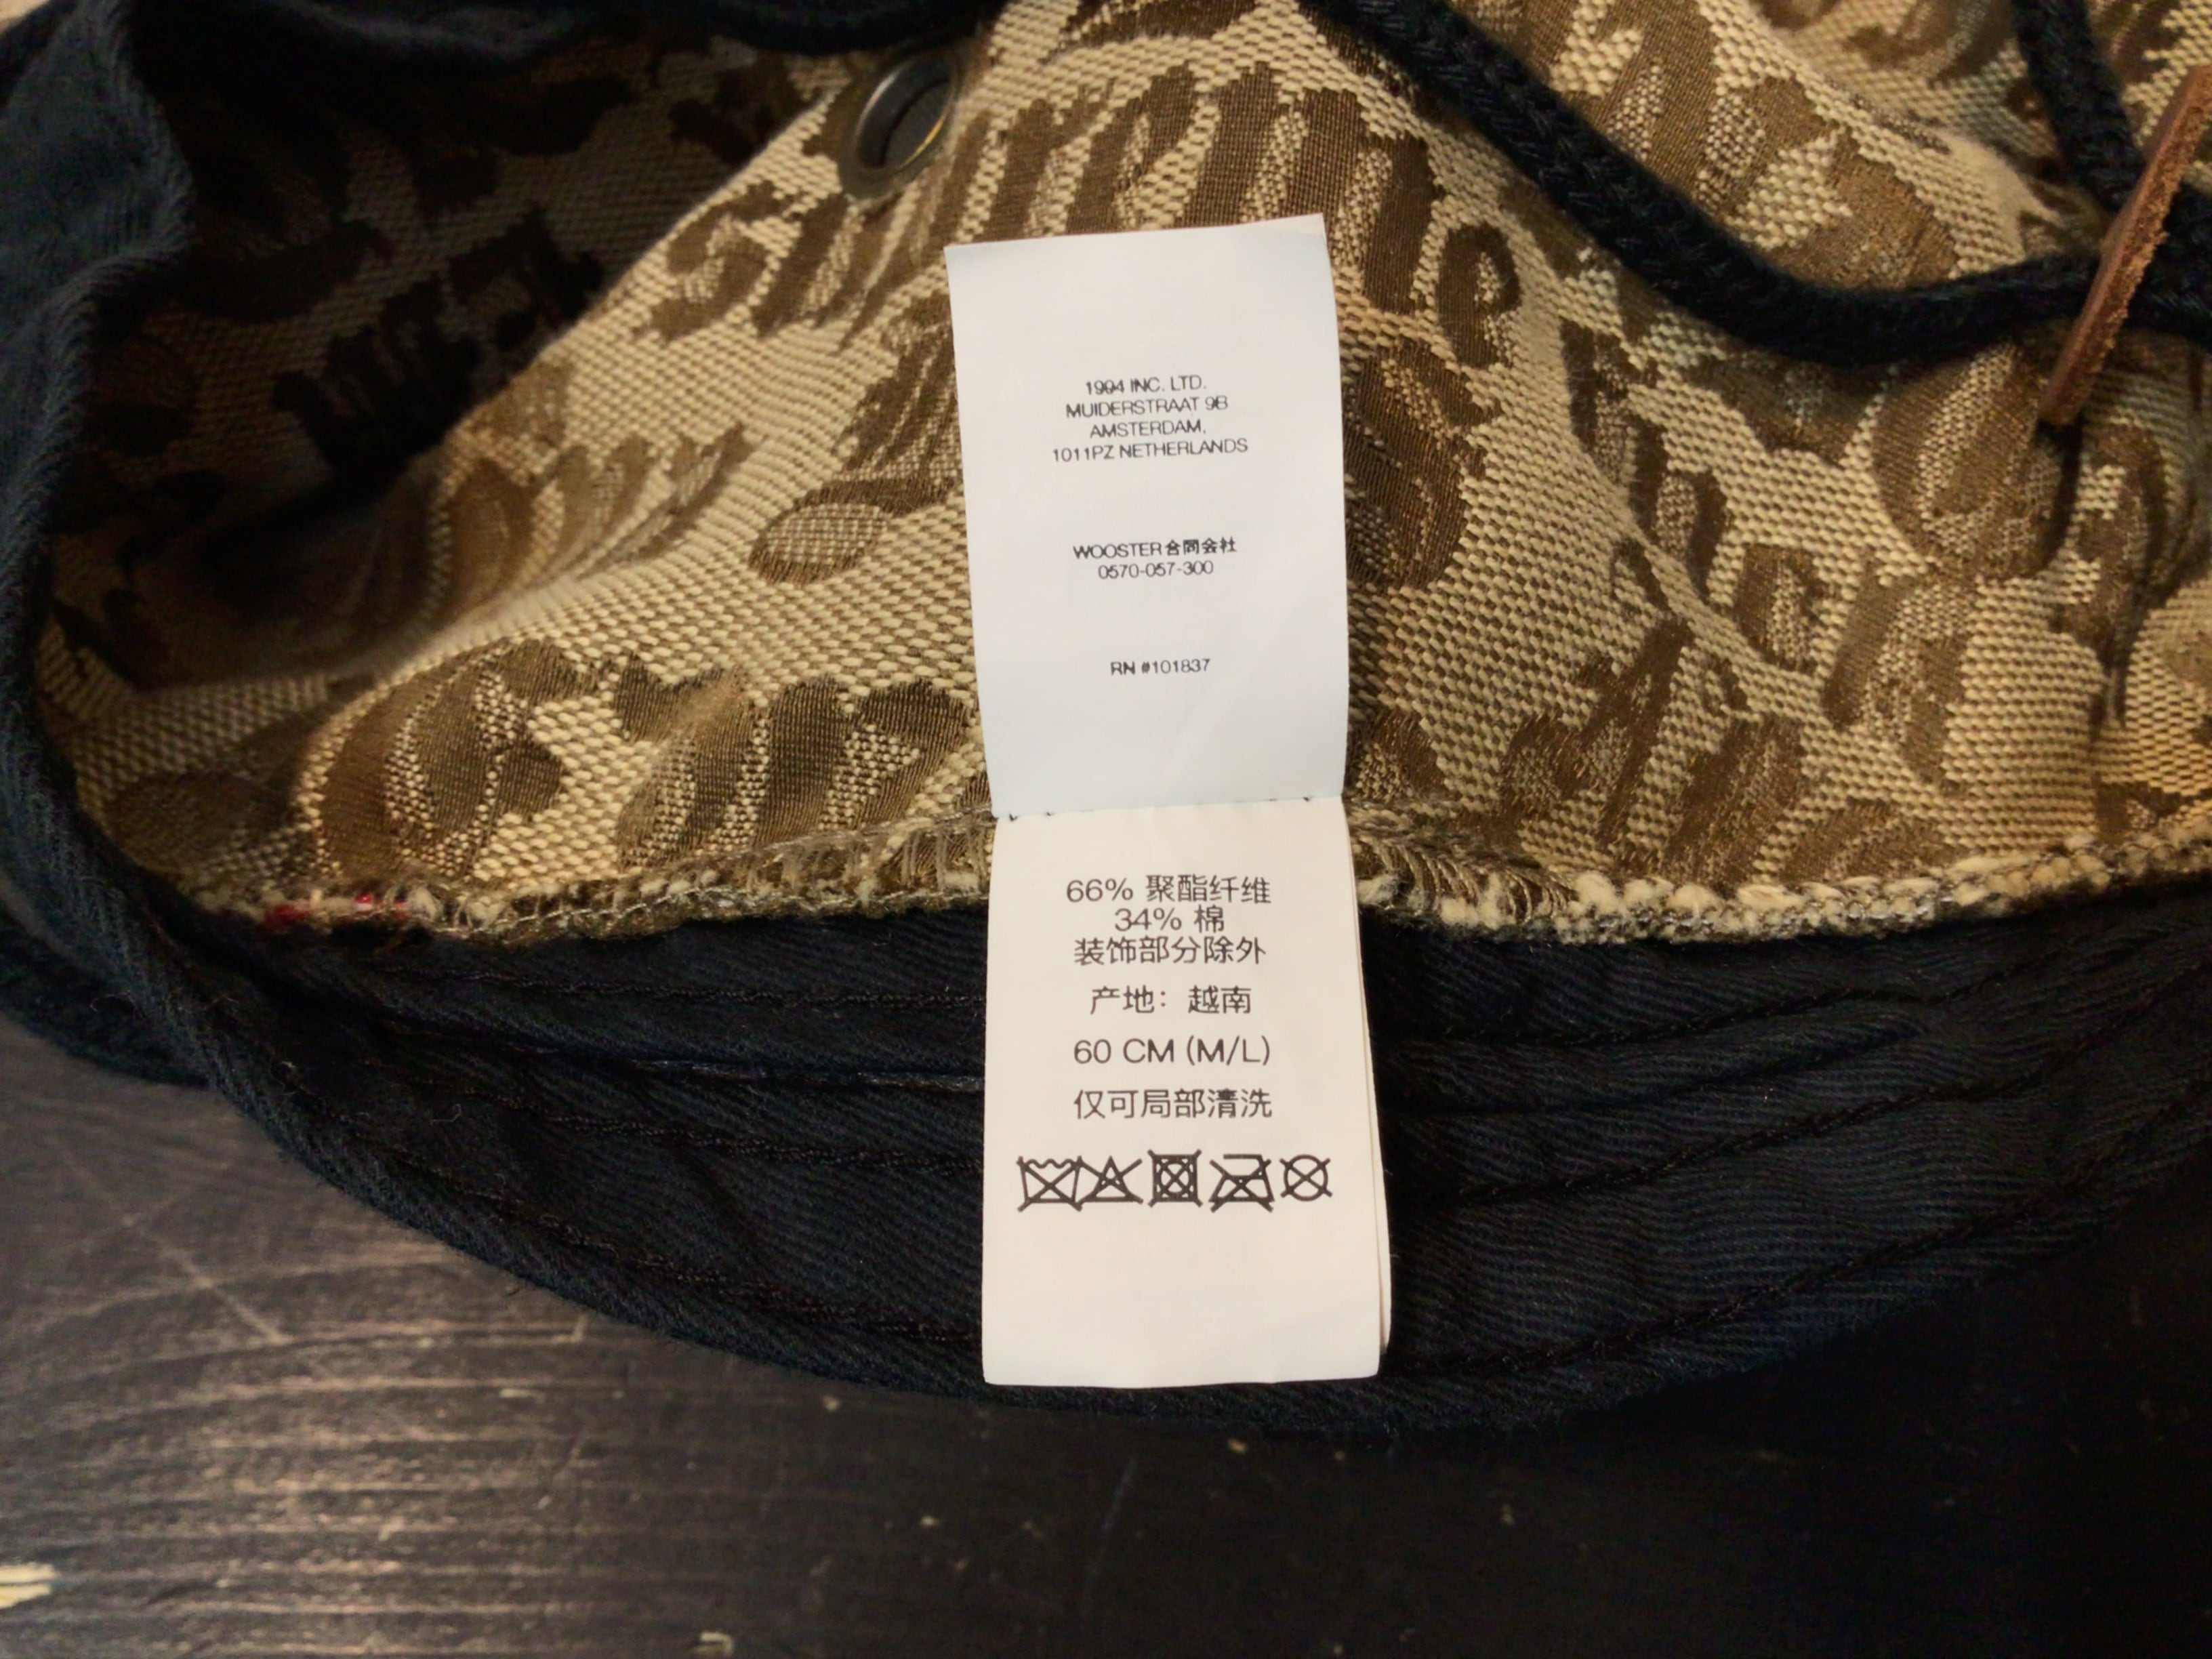 Supreme
1994 INC. LTD.
MUIDERSTRAAT 9B
AMSTERDAM,
1011PZ NETHERLANDS
WOOSTER合同会社
0570-057-300
RN #101837
66% 聚酯纤维
34% 棉
装饰部分除外
产地：越南
60 CM (M/L)
仅可局部清洗